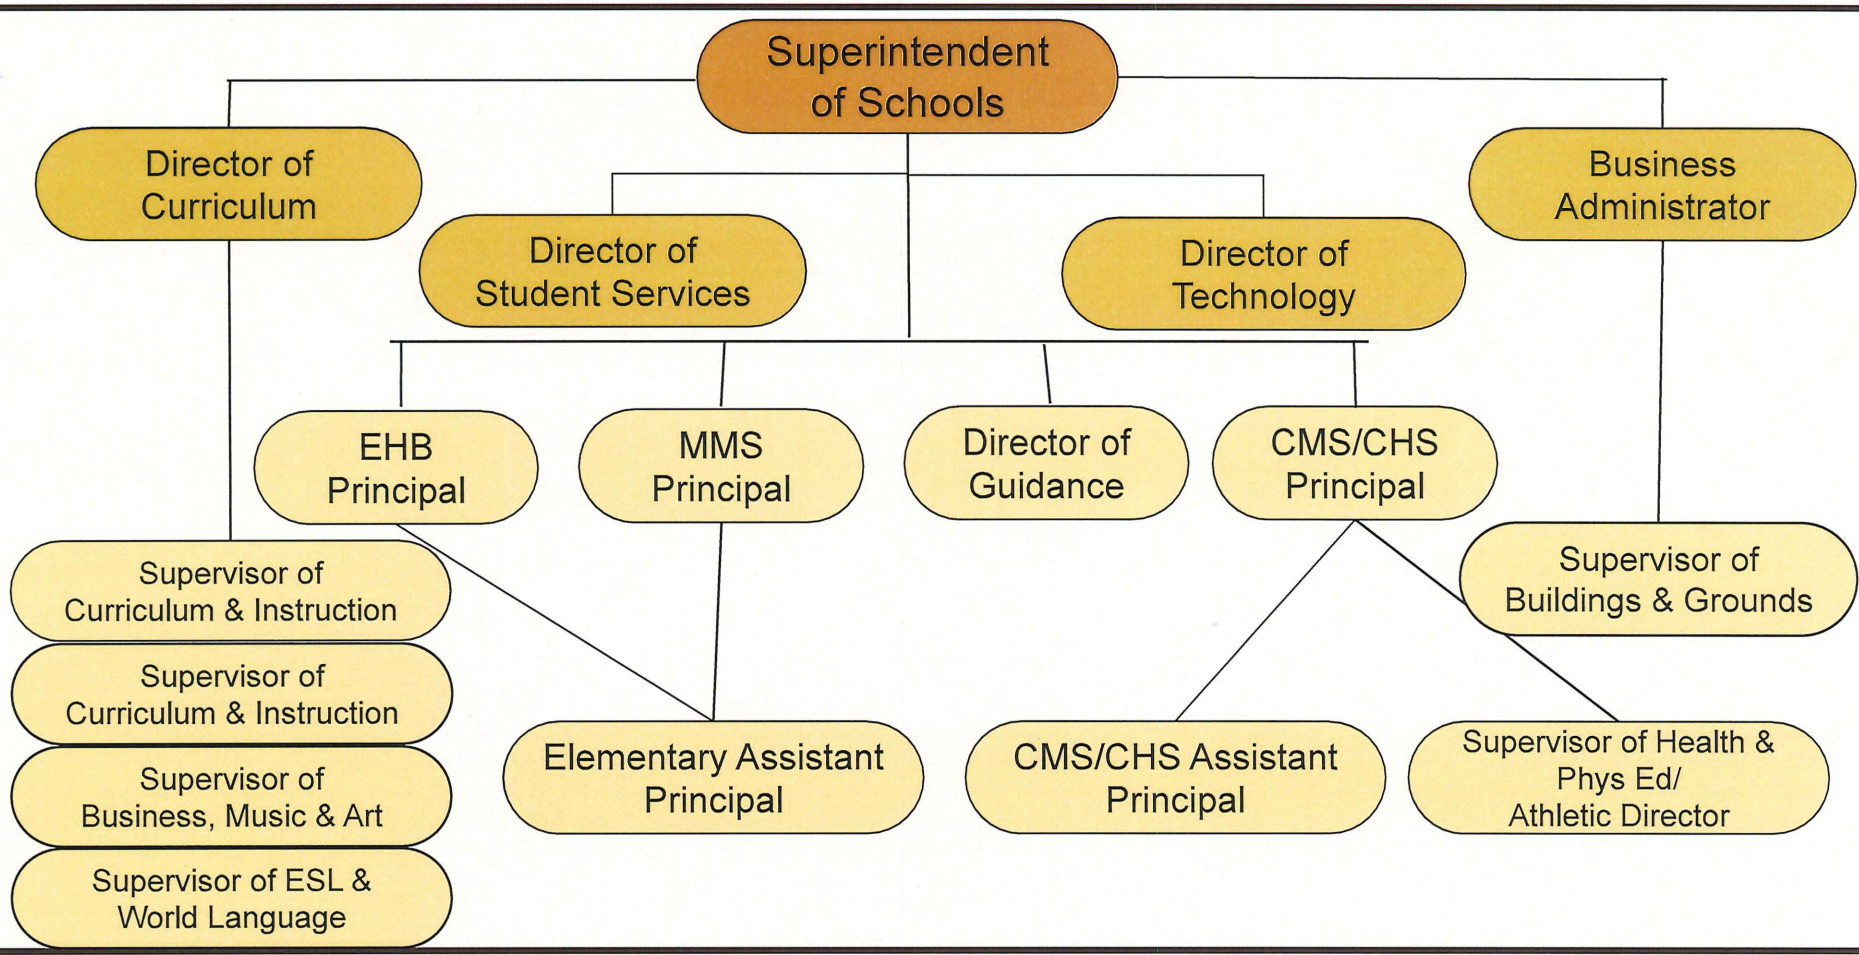 Superintendent
of Schools
Director of
Curriculum
Business
Administrator
Director of
Student Services
Director of
Technology
EHB
Principal
MMS
Principal
Director of
Guidance
CMS/CHS
Principal
Supervisor of
Curriculum & Instruction
Supervisor of
Buildings & Grounds
Supervisor of
Curriculum & Instruction
Supervisor of
Business, Music & Art
Supervisor of ESL &
World Language
Elementary Assistant
Principal
CMS/CHS Assistant
Principal
Supervisor of Health &
Phys Ed/
Athletic Director